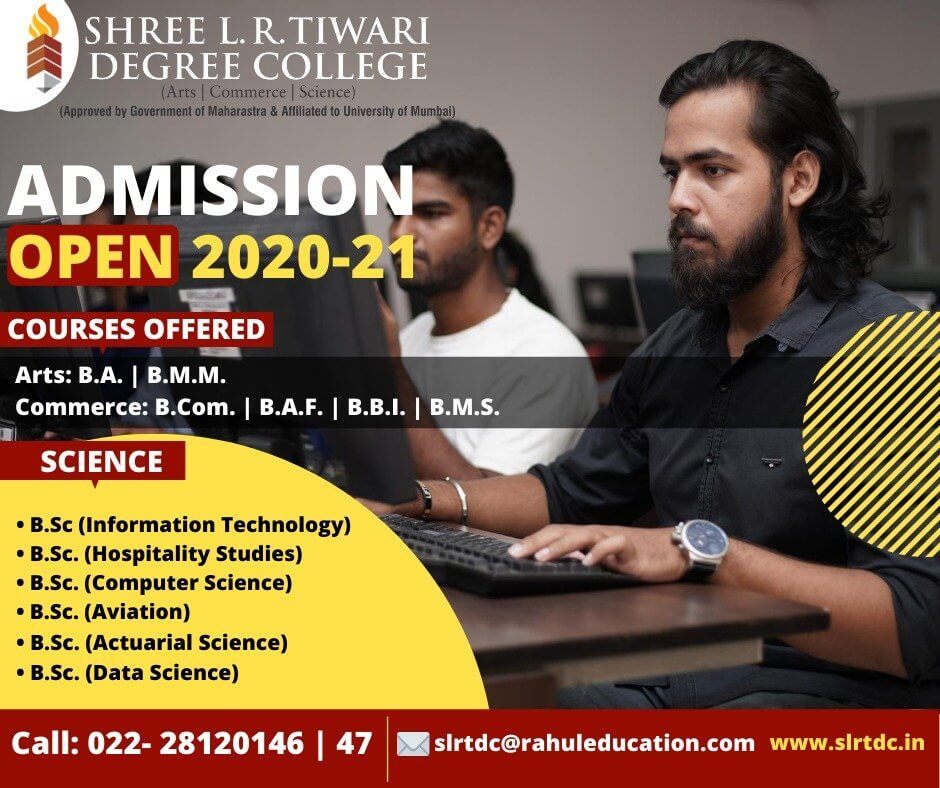 SHREE L. R. TIWARI
DEGREE COLLEGE
(Arts | Commerce | Science)
(Approved by Government of Maharastra & Affiliated to University of Mumbai)
ADMISSION
OPEN 2020-21
COURSES OFFERED
Arts: B.A. | B.M.M.
Commerce: B.Com. | B.A.F. | B.B.I. | B.M.S.
SCIENCE
• B.Sc (Information Technology)
• B.Sc. (Hospitality Studies)
• B.Sc. (Computer Science)
• B.Sc. (Aviation)
• B.Sc. (Actuarial Science)
• B.Sc. (Data Science)
Call: 022- 28120146 | 47
slrtdc@rahuleducation.com
www.slrtdc.in